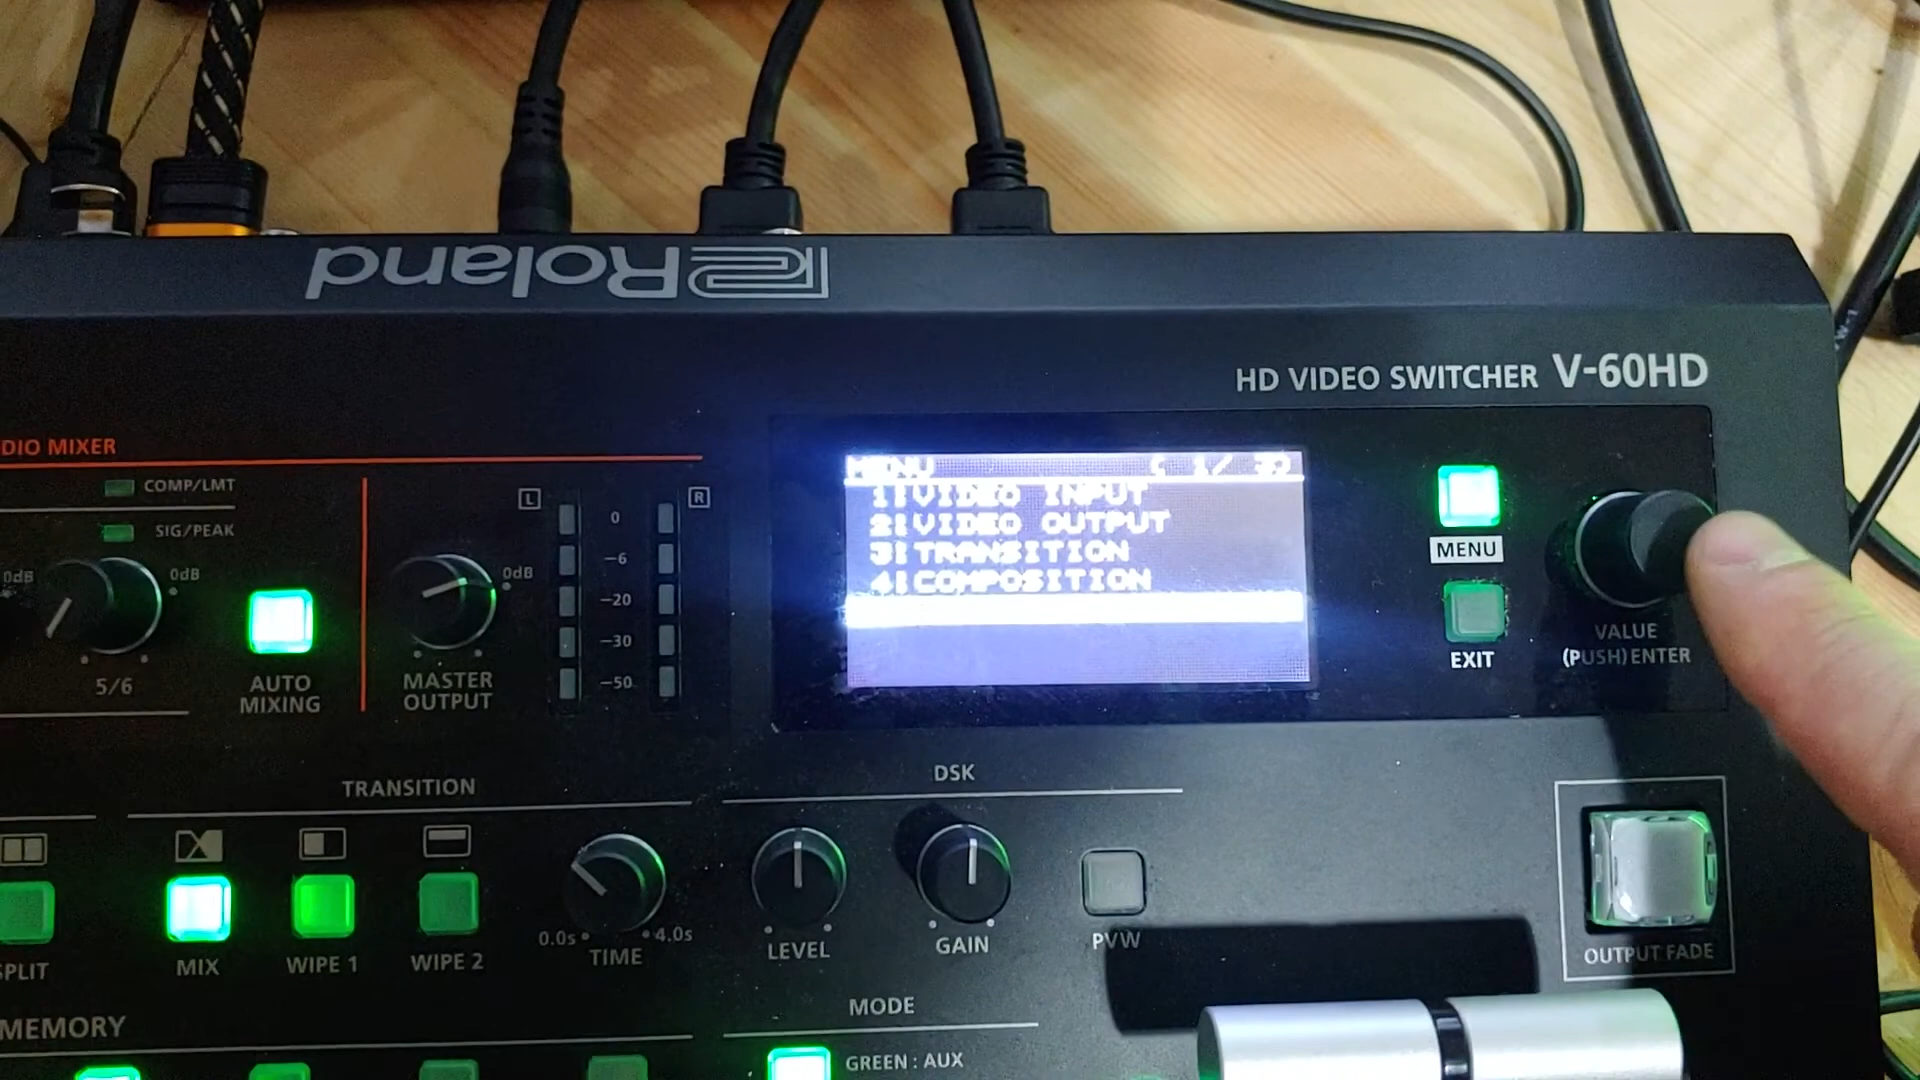 Roland
HD VIDEO SWITCHER V-60HD
DIO MIXER
COMP/LMT
SIG/PEAK
0dB
0dB
5/6
AUTO
MIXING
0dB
MASTER
OUTPUT
L
R
0
-6
-20
-30
-50
MENU ( 1/ 3)
1:VIDEO INPUT
2:VIDEO OUTPUT
3:TRANSITION
4:COMPOSITION
MENU
EXIT
VALUE
(PUSH) ENTER
TRANSITION
SPLIT
MIX
WIPE 1
WIPE 2
0.0s
4.0s
TIME
DSK
LEVEL
GAIN
PVW
OUTPUT FADE
MEMORY
MODE
GREEN : AUX